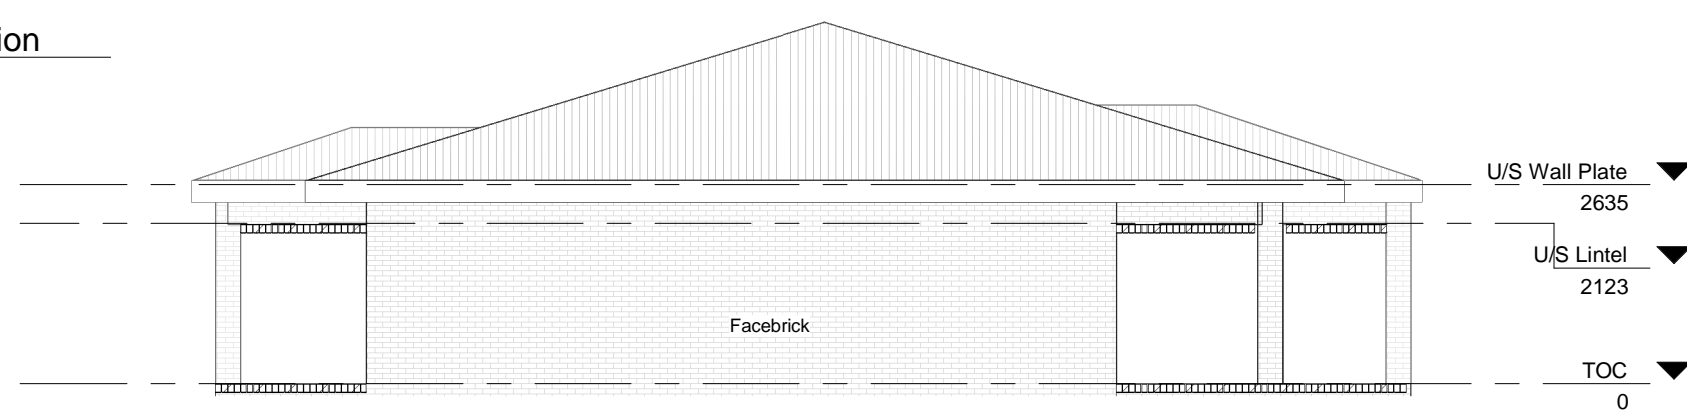 ion
U/S Wall Plate
2635
U/S Lintel
2123
Facebrick
TOC
0